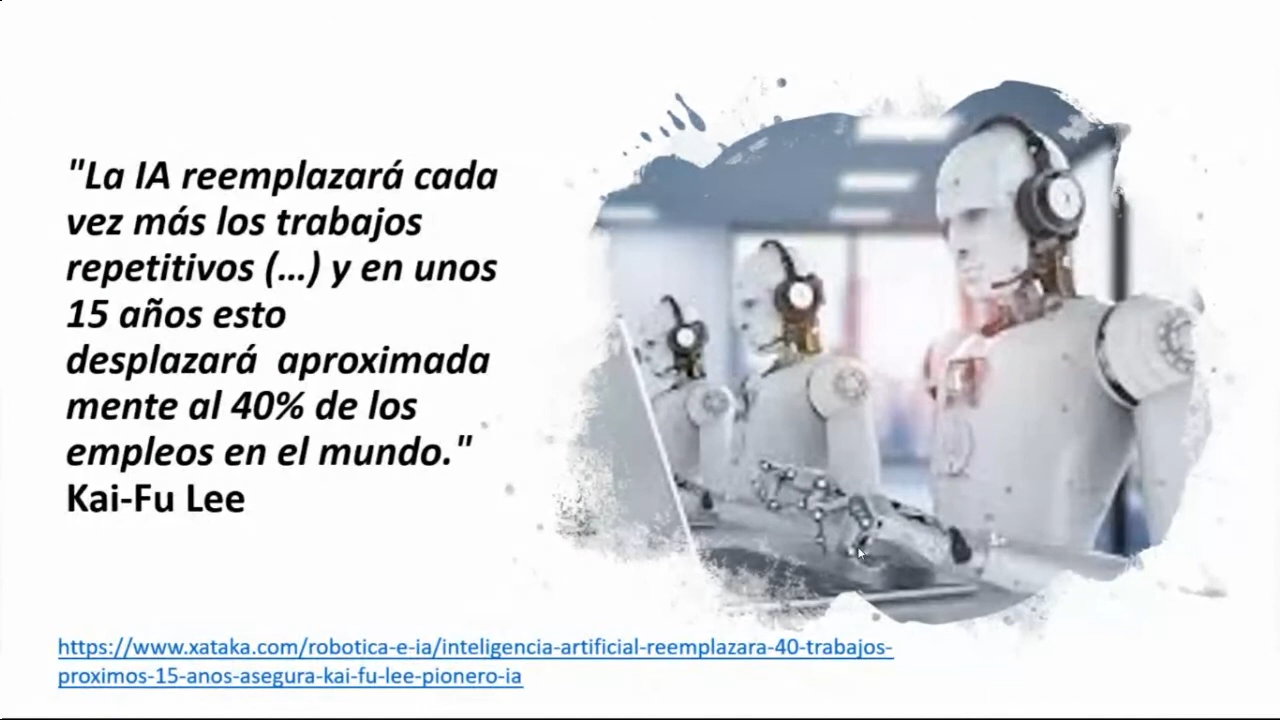 "La IA reemplazará cada
vez más los trabajos
repetitivos (...) y en unos
15 años esto
desplazará  aproximada
mente al 40% de los
empleos en el mundo."
Kai-Fu Lee
https://www.xataka.com/robotica-e-ia/inteligencia-artificial-reemplazara-40-trabajos-
proximos-15-anos-asegura-kai-fu-lee-pionero-ia